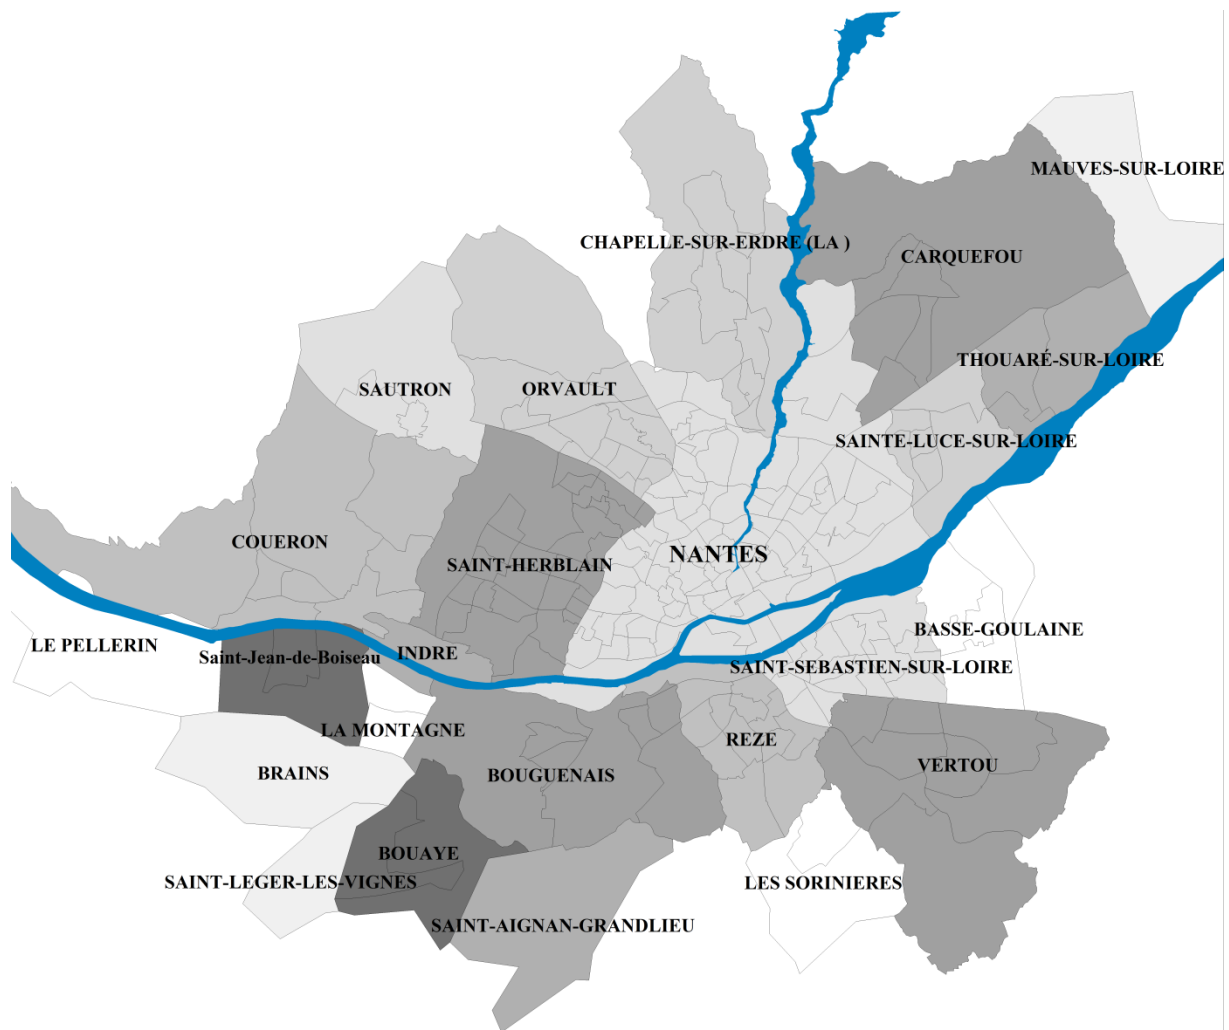 MAUVES-SUR-LOIRE
CHAPELLE-SUR-ERDRE (LA )
CARQUEFOU
THOUARÉ-SUR-LOIRE
SAUTRON
ORVAULT
SAINTE-LUCE-SUR-LOIRE
COUERON
NANTES
SAINT-HERBLAIN
BASSE-GOULAINE
LE PELLERIN
INDRE
Saint-Jean-de-Boiseau
SAINT-SEBASTIEN-SUR-LOIRE
LA MONTAGNE
REZE
BRAINS
BOUGUENAIS
VERTOU
BOUAYE
SAINT-LEGER-LES-VIGNES
LES SORINIERES
SAINT-AIGNAN-GRANDLIEU